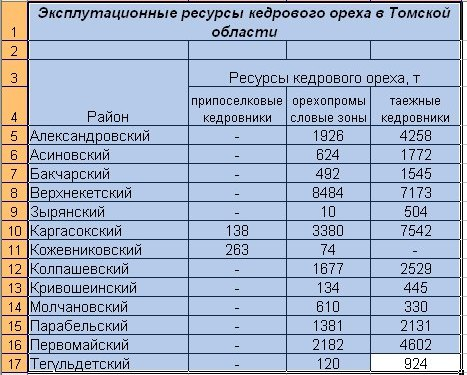 1 Эксплутационные ресурсы кедрового ореха в Томской
области
2
3 Ресурсы кедрового ореха, т
4 Район припоселковые орехопромы таежные
кедровники словые зоны кедровники
5 Александровский - 1926 4258
6 Асиновский - 624 1772
7 Бакчарский - 492 1545
8 Верхнекетский - 8484 7173
9 Зырянский - 10 504
10 Каргасокский 138 3380 7542
11 Кожевниковский 263 74 -
12 Колпашевский - 1677 2529
13 Кривошеинский - 134 445
14 Молчановский - 610 330
15 Парабельский - 1381 2131
16 Первомайский - 2182 4602
17 Тегульдетский - 120 924